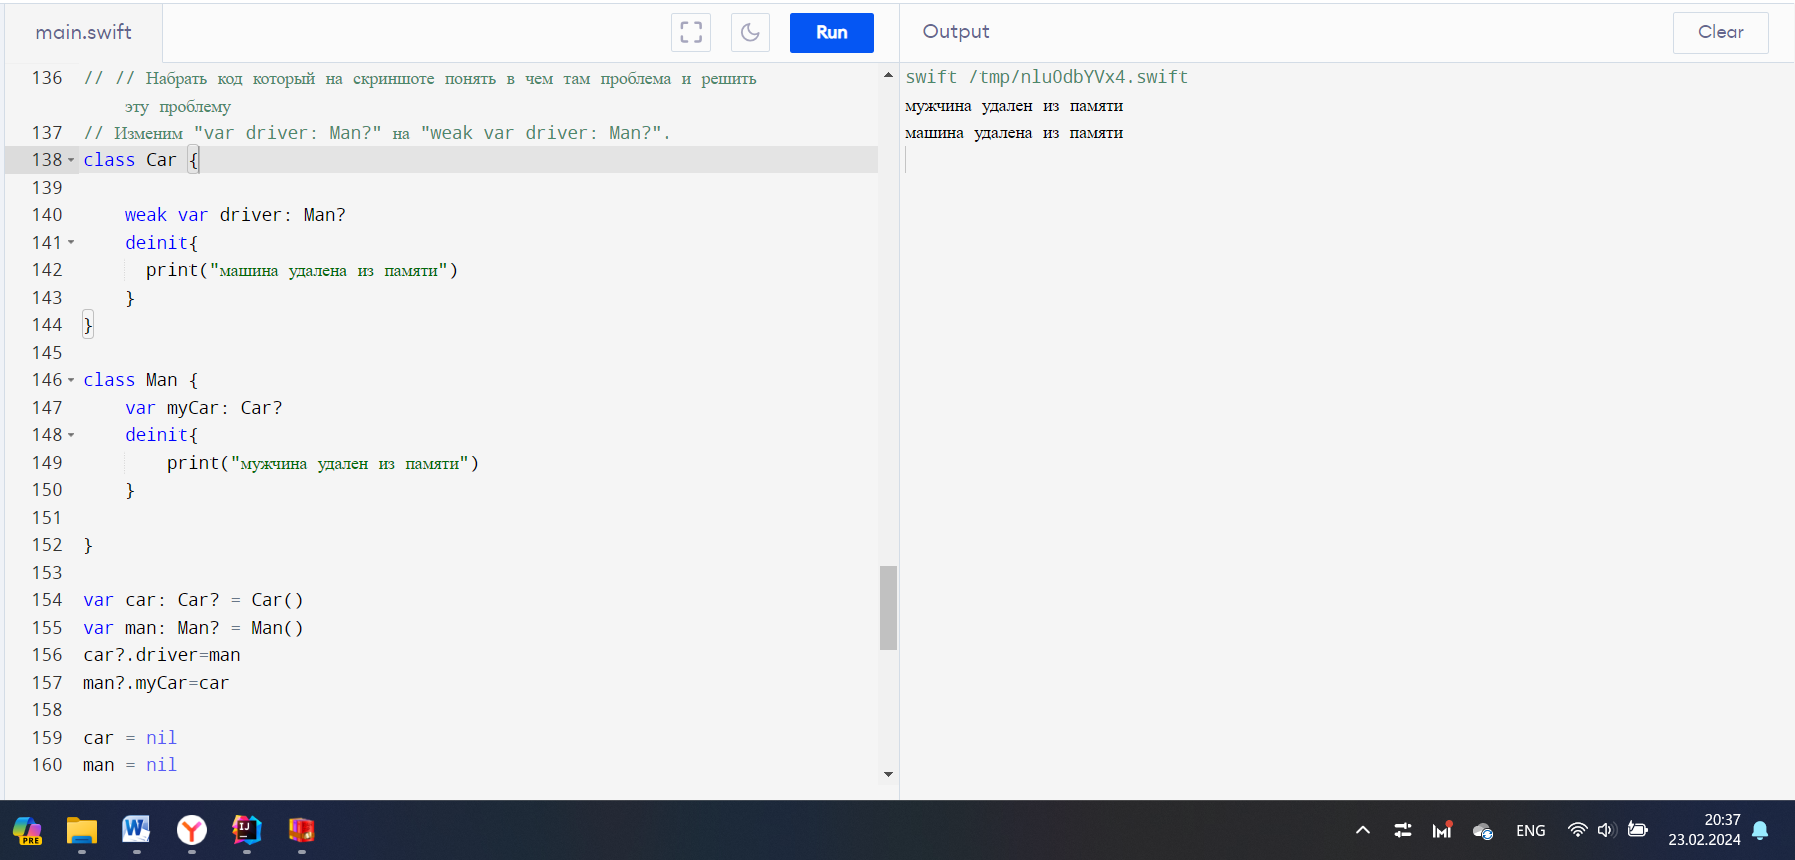 main.swift
Run
Output
Clear
136 // // Набрать код который на скриншоте понять в чем там проблема и решить
эту проблему
137 // Изменим "var driver: Man?" на "weak var driver: Man?".
138 class Car {
139
140 weak var driver: Man?
141 deinit{
142 print("машина удалена из памяти")
143 }
144 }
145
146 class Man {
147 var myCar: Car?
148 deinit{
149 print("мужчина удален из памяти")
150 }
151
152 }
153
154 var car: Car? = Car()
155 var man: Man? = Man()
156 car?.driver=man
157 man?.myCar=car
158
159 car = nil
160 man = nil
swift /tmp/nluOdbYVx4.swift
мужчина удален из памяти
машина удалена из памяти
PRE
W
Y
IJ
ENG
20:37
23.02.2024